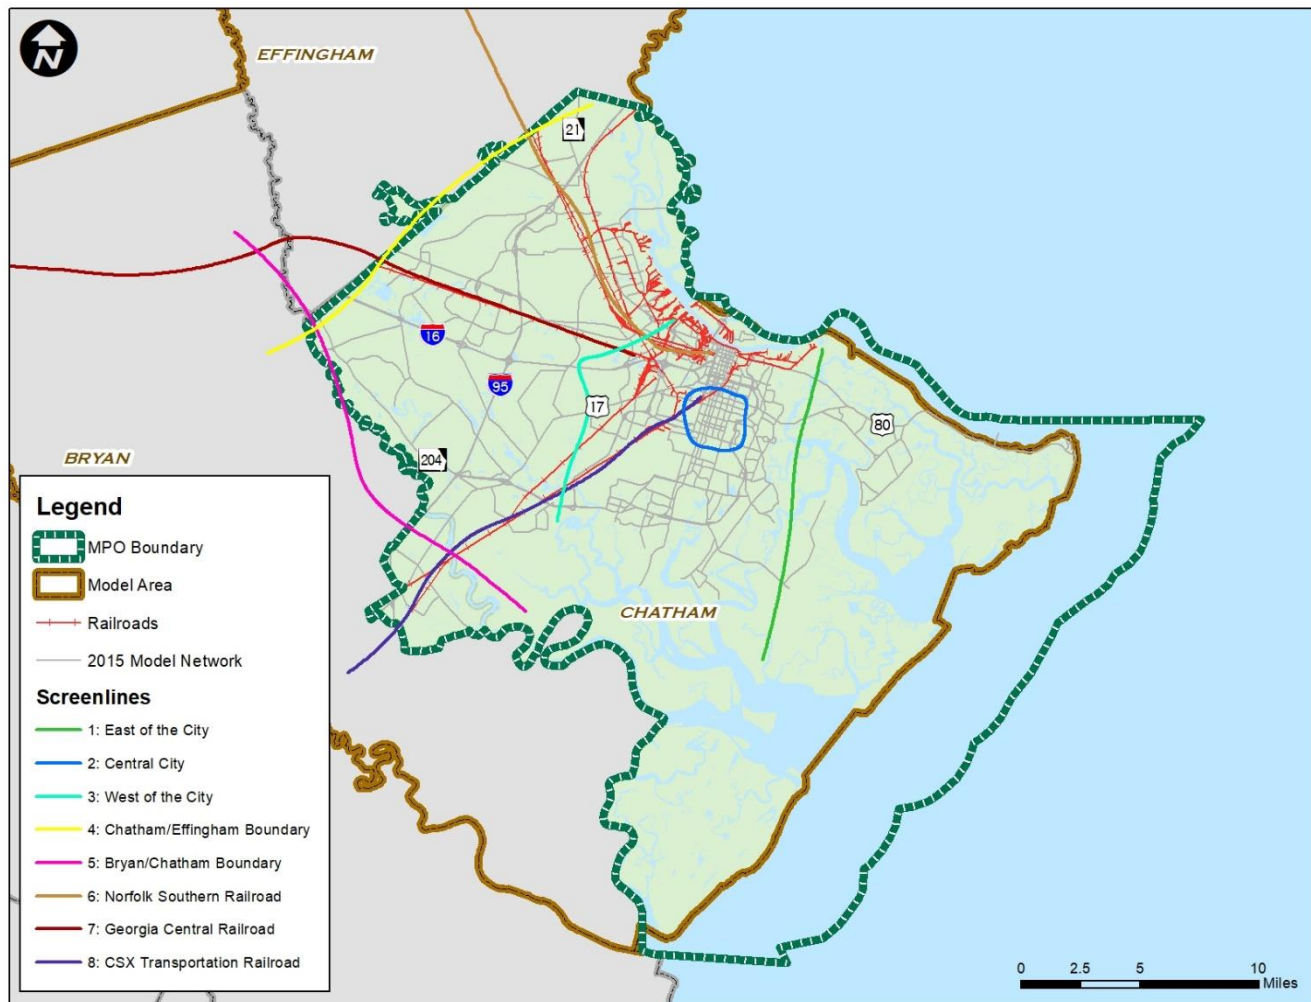 N
EFFINGHAM
21
16
95
17
80
204
BRYAN
CHATHAM
Legend
MPO Boundary
Model Area
Railroads
2015 Model Network
Screenlines
1: East of the City
2: Central City
3: West of the City
4: Chatham/Effingham Boundary
5: Bryan/Chatham Boundary
6: Norfolk Southern Railroad
7: Georgia Central Railroad
8: CSX Transportation Railroad
0 2.5 5 10
Miles